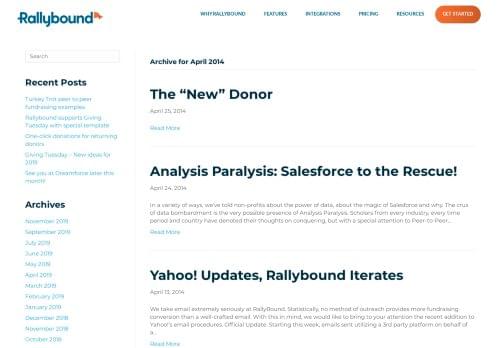 Rallybound
WHY RALLYBOUND
FEATURES
INTEGRATIONS
PRICING
RESOURCES
GET STARTED
Search
Recent Posts
Turkey Trot peer to peer
fundraising examples
Rallybound supports Giving
Tuesday with special template
One-click donations for returning
donors
Giving Tuesday – New ideas for
2019
See you at Dreamforce later this
month!
Archives
November 2019
September 2019
July 2019
June 2019
May 2019
April 2019
March 2019
February 2019
January 2019
December 2018
November 2018
October 2018
Archive for April 2014
The “New” Donor
April 25, 2014
Read More
Analysis Paralysis: Salesforce to the Rescue!
April 24, 2014
In a variety of ways, we've told non-profits about the power of data, about the magic of Salesforce and why. The crux
of data bombardment is the very possible presence of Analysis Paralysis. Scholars from every industry, every time
period and country have denoted their thoughts on conquering, but with a special attention to Peer-to-Peer...
Read More
Yahoo! Updates, Rallybound Iterates
April 13, 2014
We take email extremely seriously at RallyBound. Statistically, no method of outreach provides more fundraising
conversion than a well-crafted email. With this in mind, we would like to bring to your attention the recent addition to
Yahoo!'s email procedures. Official Update: Starting this week, emails sent utilizing a 3rd party platform on behalf of
a...
Read More